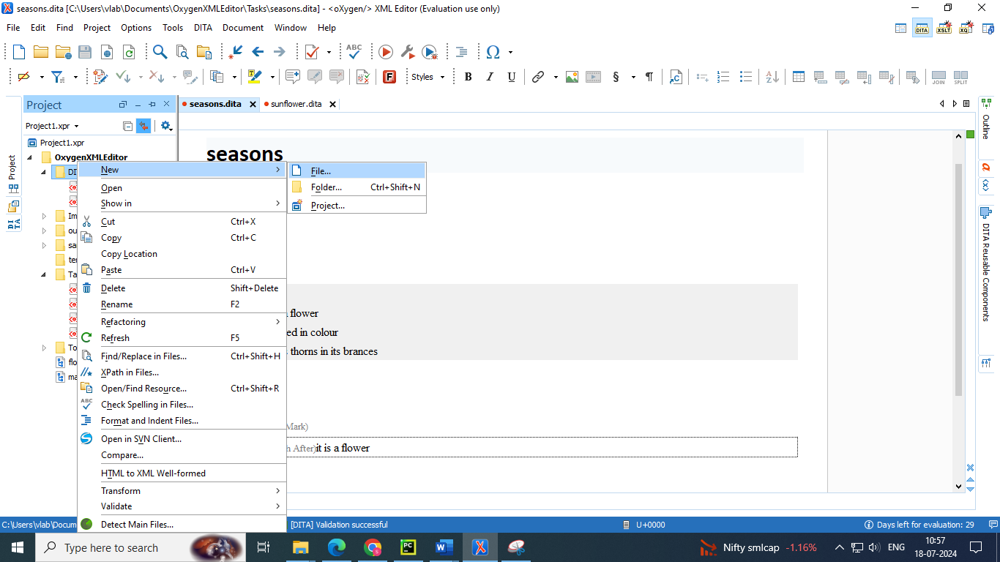 seasons.dita [C:\Users\vlab\Documents\OxygenXMLEditor\Tasks\seasons.dita] - <oXygen/> XML Editor (Evaluation use only)
File Edit Find Project Options Tools DITA Document Window Help
DITA XSLT XQ
ABC
F Styles B I U § ¶ JOIN SPLIT
Project
seasons.dita sunflower.dita
Project1.xpr
Project1.xpr
OxygenXMLEditor
seasons
Project
DITA
Outline
DITA Reusable Components
DI
Im
ou
sa
te
Ta
To
flo
ma
New
Open
Show in
Cut Ctrl+X
Copy Ctrl+C
Copy Location
Paste Ctrl+V
Delete Shift+Delete
Rename F2
Refactoring
Refresh F5
Find/Replace in Files... Ctrl+Shift+H
XPath in Files...
Open/Find Resource... Ctrl+Shift+R
Check Spelling in Files...
Format and Indent Files...
Open in SVN Client...
Compare...
HTML to XML Well-formed
Transform
Validate
Detect Main Files...
File...
Folder... Ctrl+Shift+N
Project...
flower
ed in colour
thorns in its brances
Mark)
h After)it is a flower
C:\Users\vlab\Docum [DITA] Validation successful U+0000 Days left for evaluation: 29
Type here to search Nifty smlcap -1.16% ENG 10:57
18-07-2024